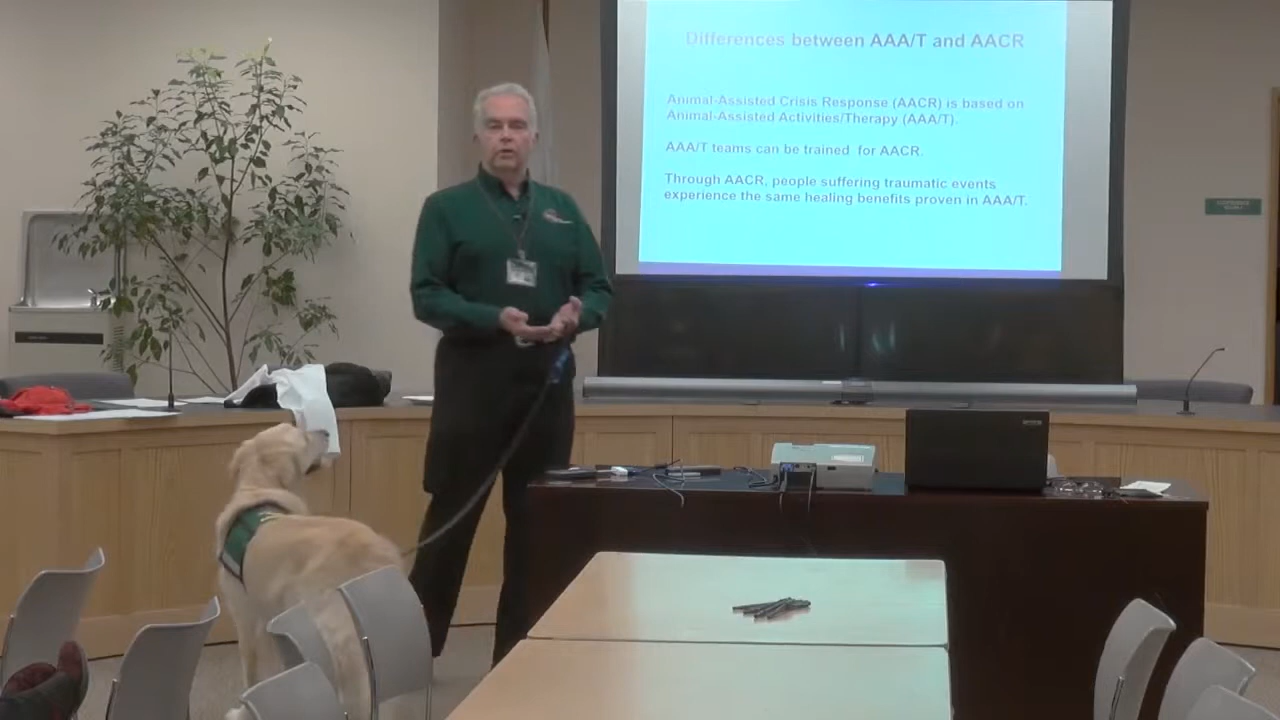 Differences between AAA/T and AACR
Animal-Assisted Crisis Response (AACR) is based on
Animal-Assisted Activities/Therapy (AAA/T).
AAA/T teams can be trained for AACR.
Through AACR, people suffering traumatic events
experience the same healing benefits proven in AAA/T.